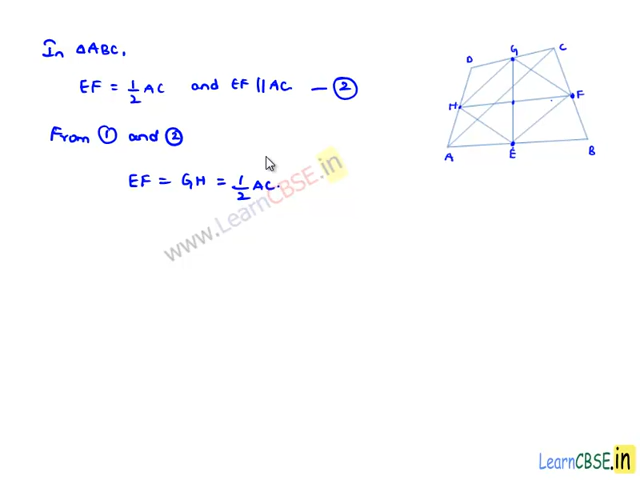 In △ABC,
EF = 1/2 AC and EF || AC — ②
From ① and ②
EF = GH = 1/2 AC.
D G C
H F
A E B
www.LearnCBSE.in
LearnCBSE.in